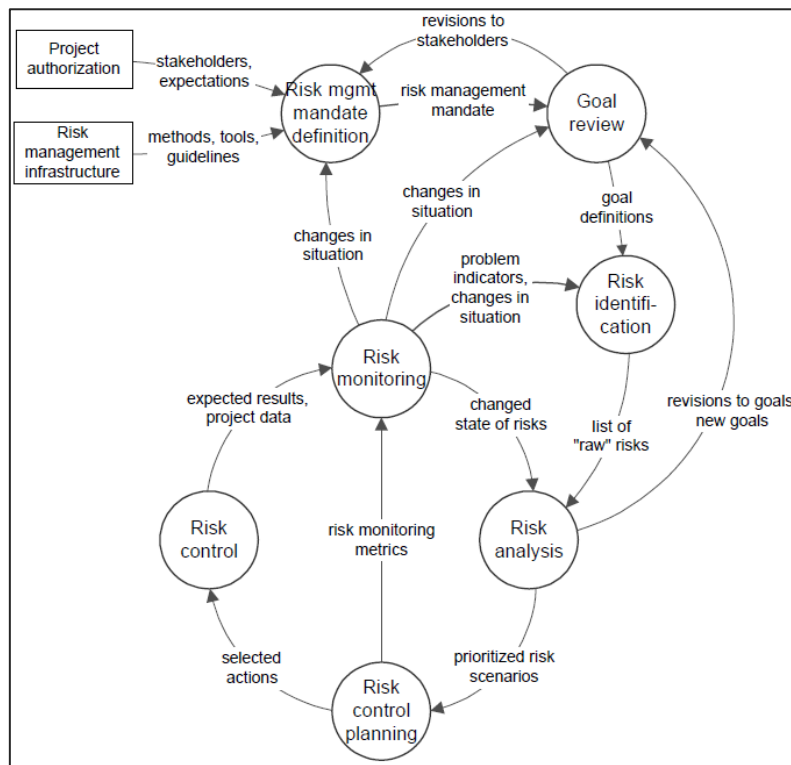 revisions to
stakeholders
Project
authorization
stakeholders,
expectations
Risk mgmt
mandate
definition
risk management
mandate
Goal
review
Risk
management
infrastructure
methods, tools,
guidelines
changes in
situation
goal
definitions
changes in
situation
problem
indicators,
changes in
situation
Risk
identifi-
cation
Risk
monitoring
expected results,
project data
changed
state of risks
revisions to goals,
new goals
list of
"raw" risks
Risk
control
risk monitoring
metrics
Risk
analysis
selected
actions
prioritized risk
scenarios
Risk
control
planning